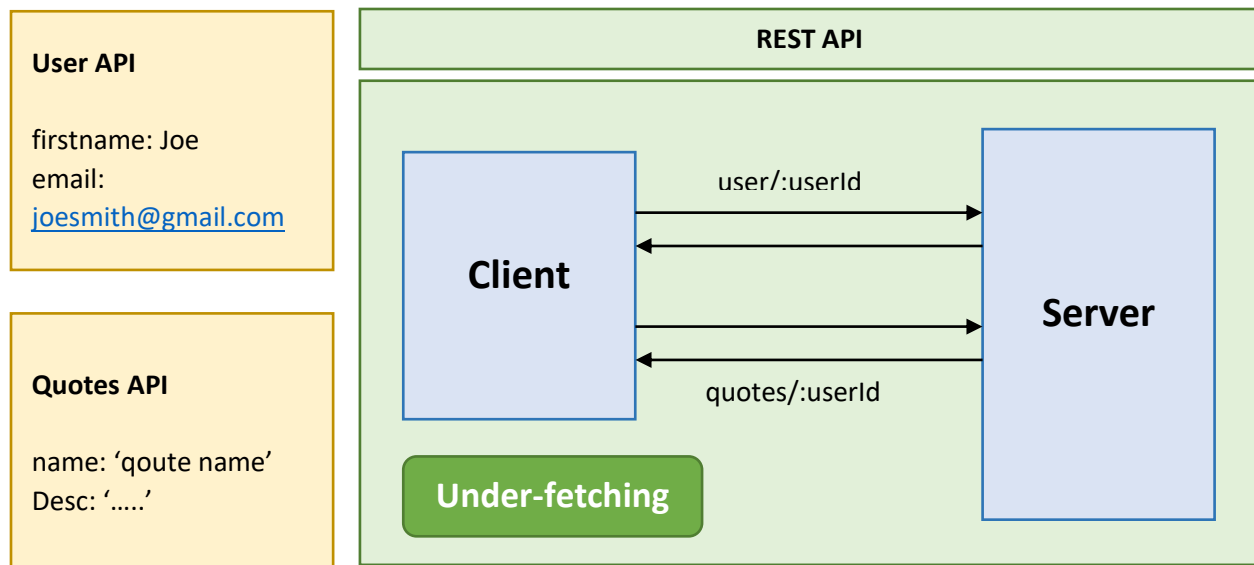 User API
firstname: Joe
email:
joesmith@gmail.com
Quotes API
name: ‘qoute name’
Desc: ‘.....’
REST API
Client
user/:userId
quotes/:userId
Server
Under-fetching